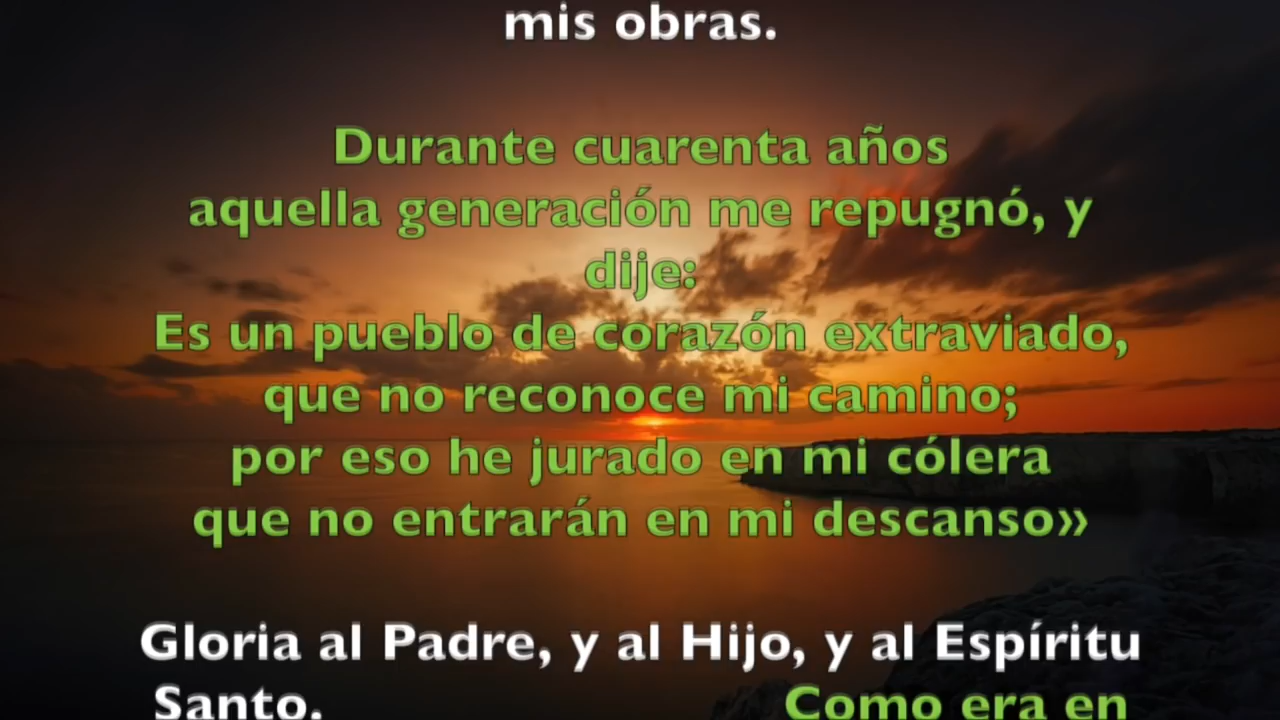 mis obras.
Durante cuarenta años
aquella generación me repugnó, y
dije:
Es un pueblo de corazón extraviado,
que no reconoce mi camino;
por eso he jurado en mi cólera
que no entrarán en mi descanso»
Gloria al Padre, y al Hijo, y al Espíritu
Santo. Como era en